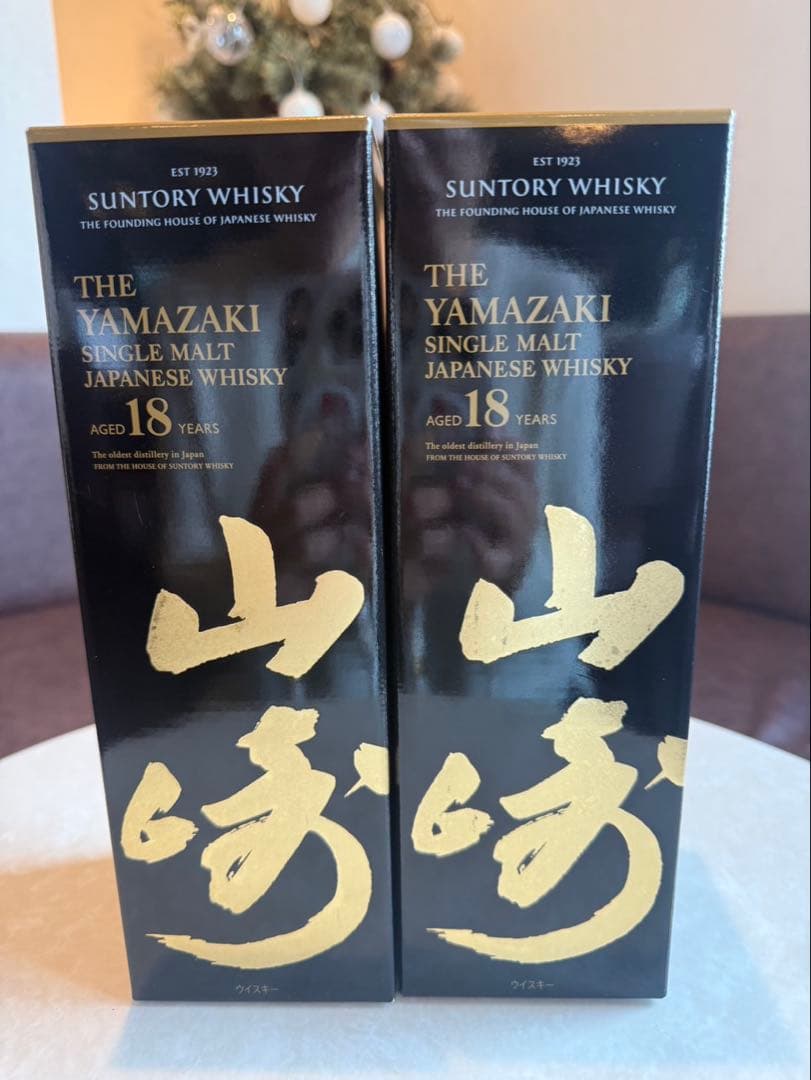 EST 1923
SUNTORY WHISKY
THE FOUNDING HOUSE OF JAPANESE WHISKY
THE
YAMAZAKI
SINGLE MALT
JAPANESE WHISKY
AGED 18 YEARS
The oldest distillery in Japan
FROM THE HOUSE OF SUNTORY WHISKY
山
崎
ウイスキー
EST 1923
SUNTORY WHISKY
THE FOUNDING HOUSE OF JAPANESE WHISKY
THE
YAMAZAKI
SINGLE MALT
JAPANESE WHISKY
AGED 18 YEARS
The oldest distillery in Japan
FROM THE HOUSE OF SUNTORY WHISKY
山
崎
ウイスキー